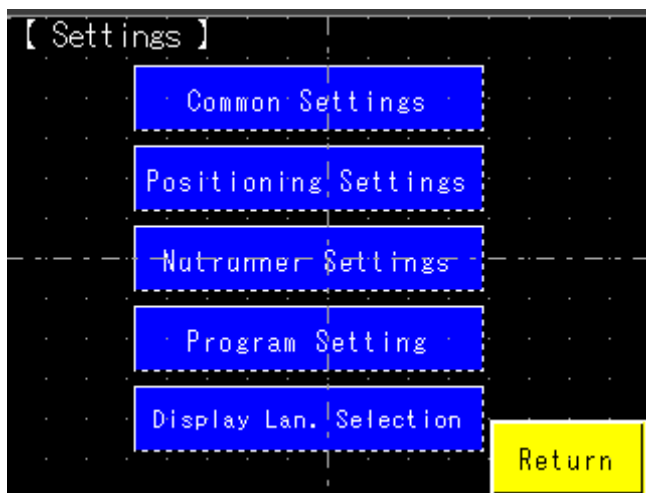 【 Settings 】
Common Settings
Positioning Settings
Nutrunner Settings
Program Setting
Display Lan. Selection
Return